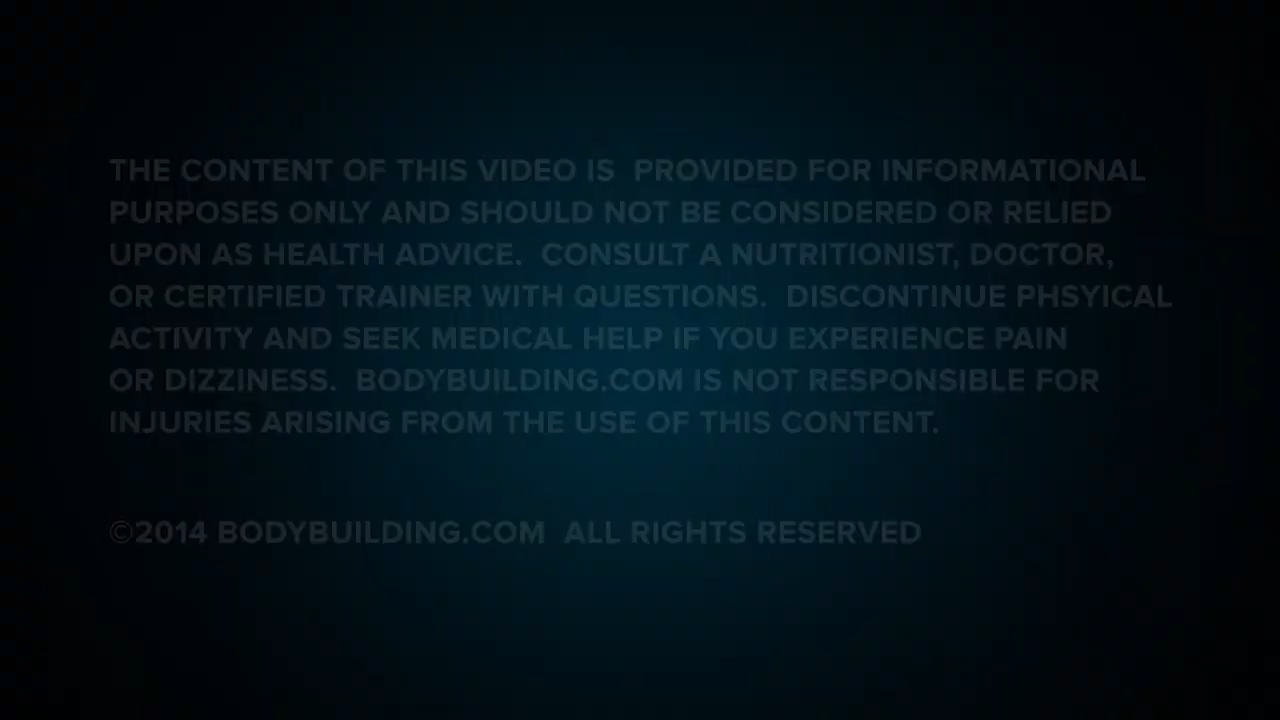 THE CONTENT OF THIS VIDEO IS  PROVIDED FOR INFORMATIONAL
PURPOSES ONLY AND SHOULD NOT BE CONSIDERED OR RELIED
UPON AS HEALTH ADVICE.  CONSULT A NUTRITIONIST, DOCTOR,
OR CERTIFIED TRAINER WITH QUESTIONS.  DISCONTINUE PHSYICAL
ACTIVITY AND SEEK MEDICAL HELP IF YOU EXPERIENCE PAIN
OR DIZZINESS.  BODYBUILDING.COM IS NOT RESPONSIBLE FOR
INJURIES ARISING FROM THE USE OF THIS CONTENT.
©2014 BODYBUILDING.COM  ALL RIGHTS RESERVED